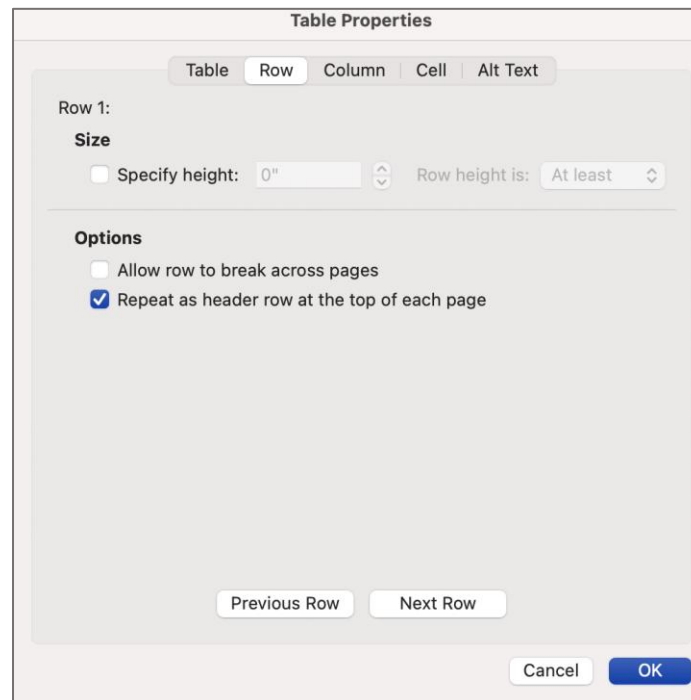 Table Properties
Table Row Column Cell Alt Text
Row 1:
Size
Specify height: 0" Row height is: At least
Options
Allow row to break across pages
Repeat as header row at the top of each page
Previous Row Next Row
Cancel OK